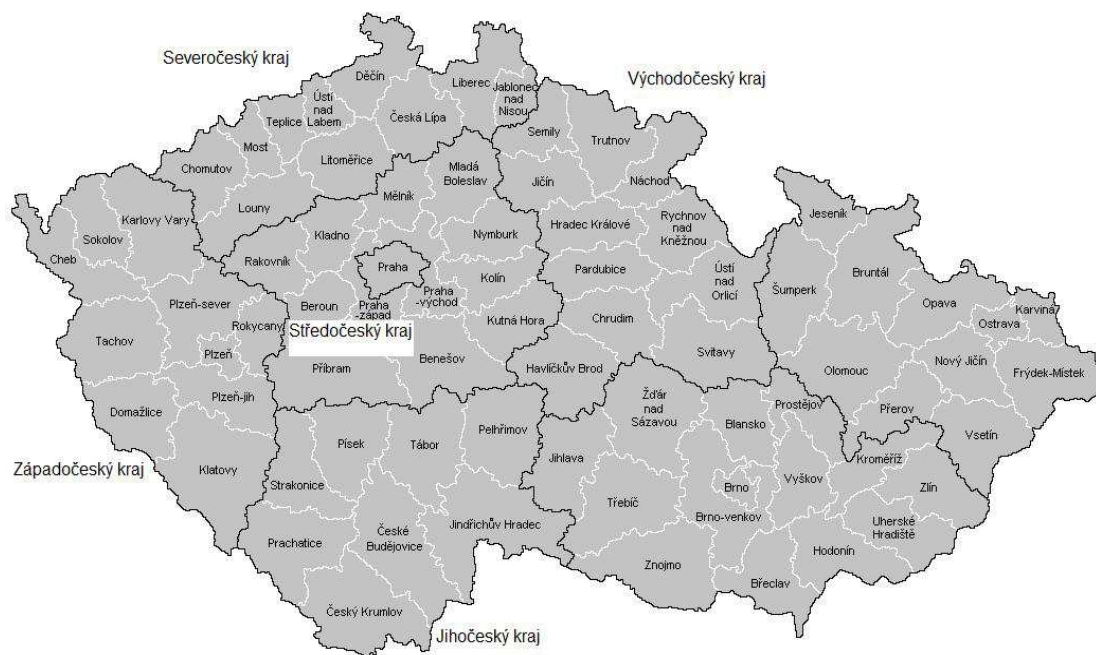 Severočeský kraj
Děčín
Liberec
Jablonec
nad
Nisou
Východočeský kraj
Ústí
nad
Labem
Teplice
Česká Lípa
Semily
Trutnov
Most
Chomutov
Litoměřice
Mladá
Boleslav
Jičín
Náchod
Mělník
Louny
Karlovy Vary
Sokolov
Cheb
Kladno
Rakovník
Nymburk
Hradec Králové
Rychnov
nad
Kněžnou
Jeseník
Praha
Kolín
Pardubice
Ústí
nad
Orlicí
Šumperk
Bruntál
Plzeň-sever
Beroun
Praha
-západ
Praha
-východ
Opava
Karviná
Ostrava
Rokycany
Středočeský kraj
Kutná Hora
Chrudim
Svitavy
Tachov
Plzeň
Příbram
Benešov
Havlíčkův Brod
Olomouc
Nový Jičín
Frýdek-Místek
Domažlice
Plzeň-jih
Žďár
nad
Sázavou
Prostějov
Přerov
Blansko
Pelhřimov
Vsetín
Písek
Tábor
Západočeský kraj
Klatovy
Strakonice
Jihlava
Kroměříž
Zlín
Vyškov
Brno
Třebíč
Brno-venkov
Jindřichův Hradec
České
Budějovice
Prachatice
Uherské
Hradiště
Hodonín
Znojmo
Břeclav
Český Krumlov
Jihočeský kraj